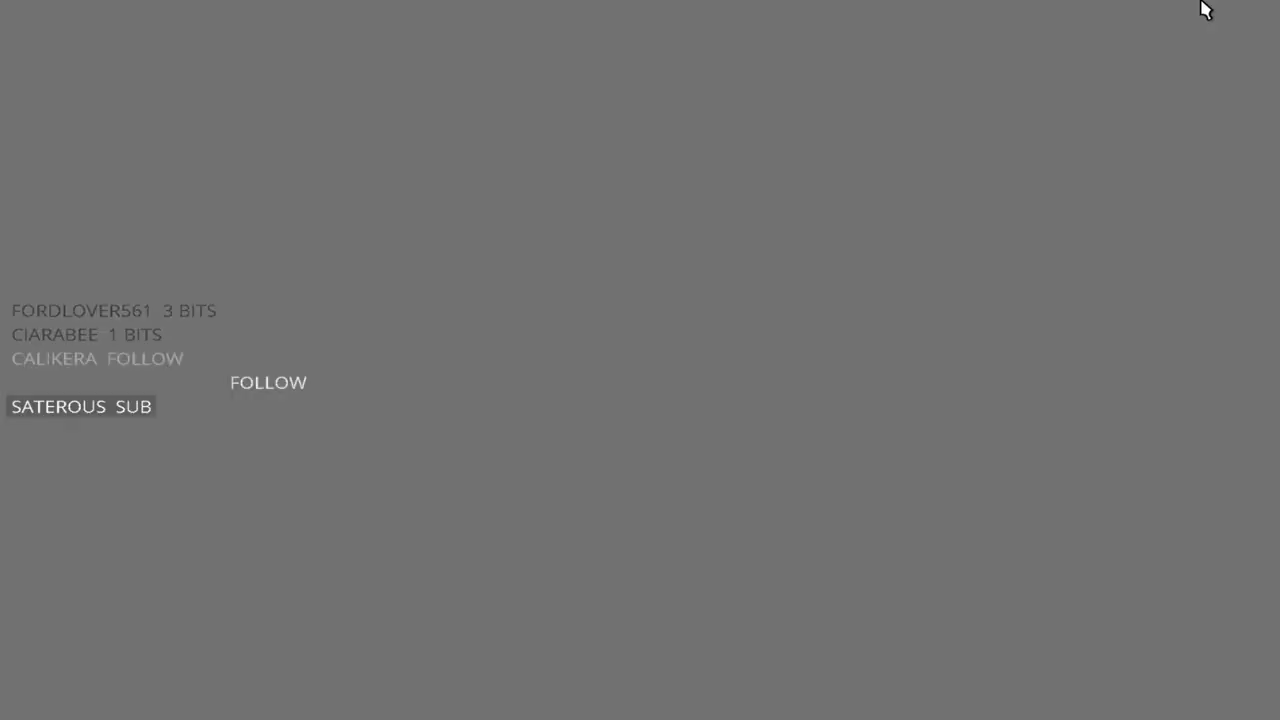 FORDLOVER561 3 BITS
CIARABEE 1 BITS
CALIKERA FOLLOW
FOLLOW
SATEROUS SUB